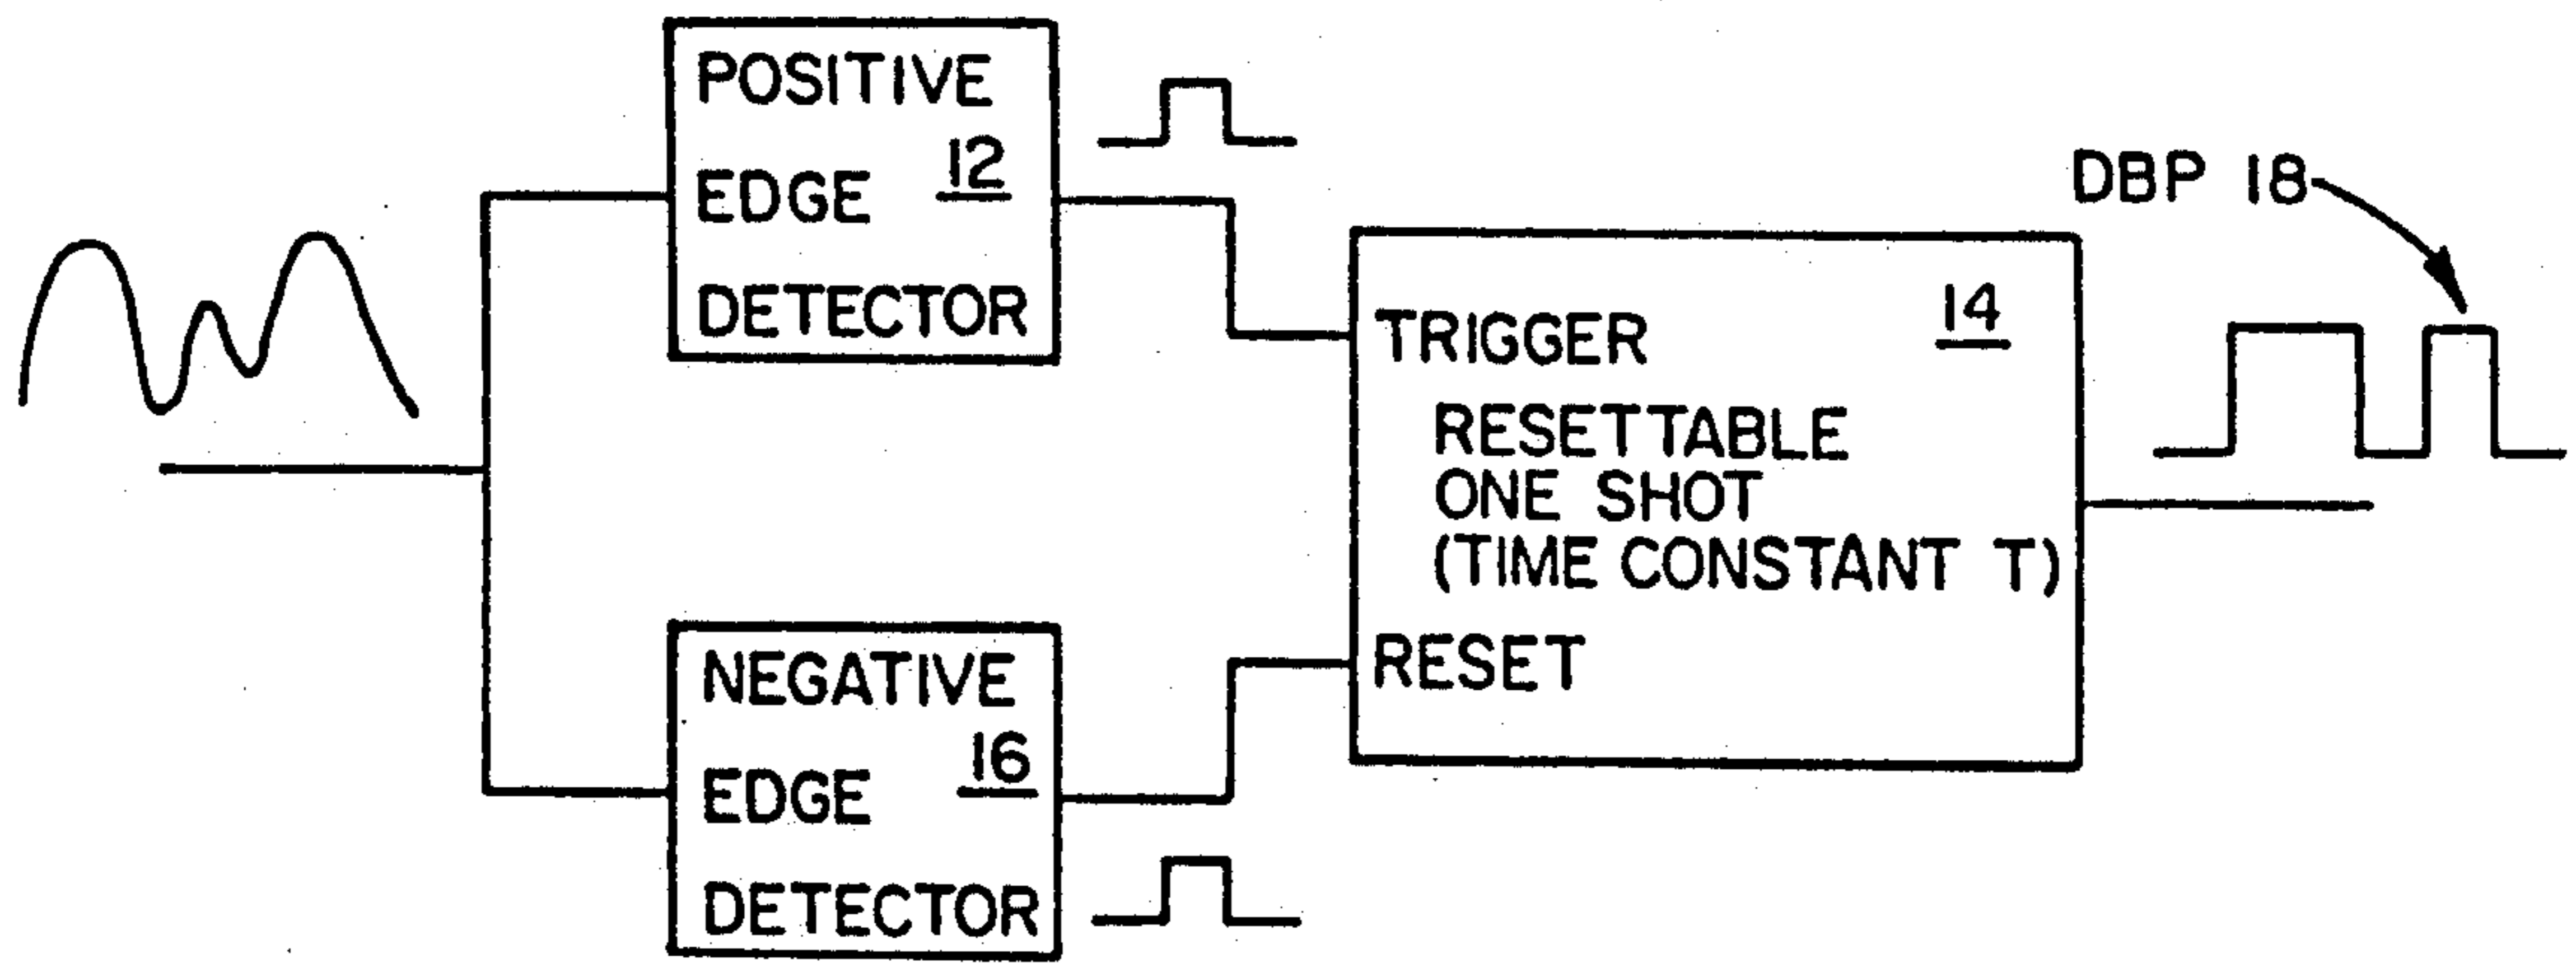 POSITIVE
EDGE 12
DETECTOR
DBP 18
TRIGGER 14
RESETTABLE
ONE SHOT
(TIME CONSTANT T)
RESET
NEGATIVE
EDGE 16
DETECTOR